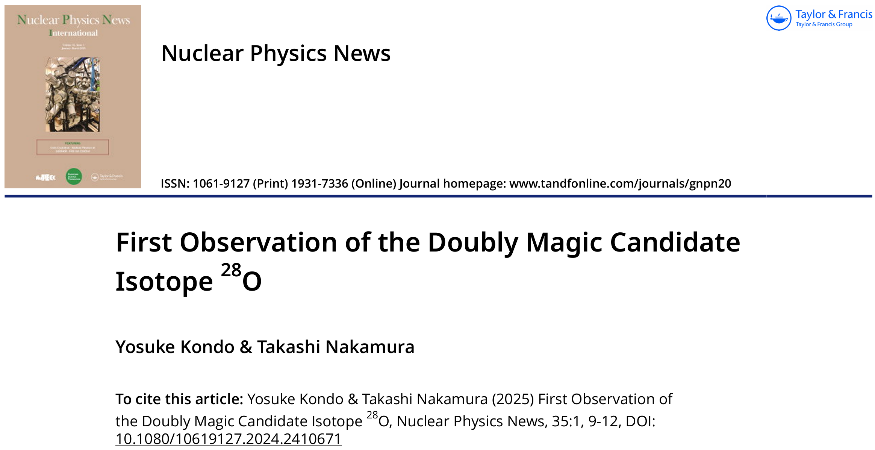 Nuclear Physics News
International
Taylor & Francis
Taylor & Francis Group
Nuclear Physics News
ISSN: 1061-9127 (Print) 1931-7336 (Online) Journal homepage: www.tandfonline.com/journals/gnpn20
First Observation of the Doubly Magic Candidate
Isotope ²⁸O
Yosuke Kondo & Takashi Nakamura
To cite this article: Yosuke Kondo & Takashi Nakamura (2025) First Observation of
the Doubly Magic Candidate Isotope ²⁸O, Nuclear Physics News, 35:1, 9-12, DOI:
10.1080/10619127.2024.2410671